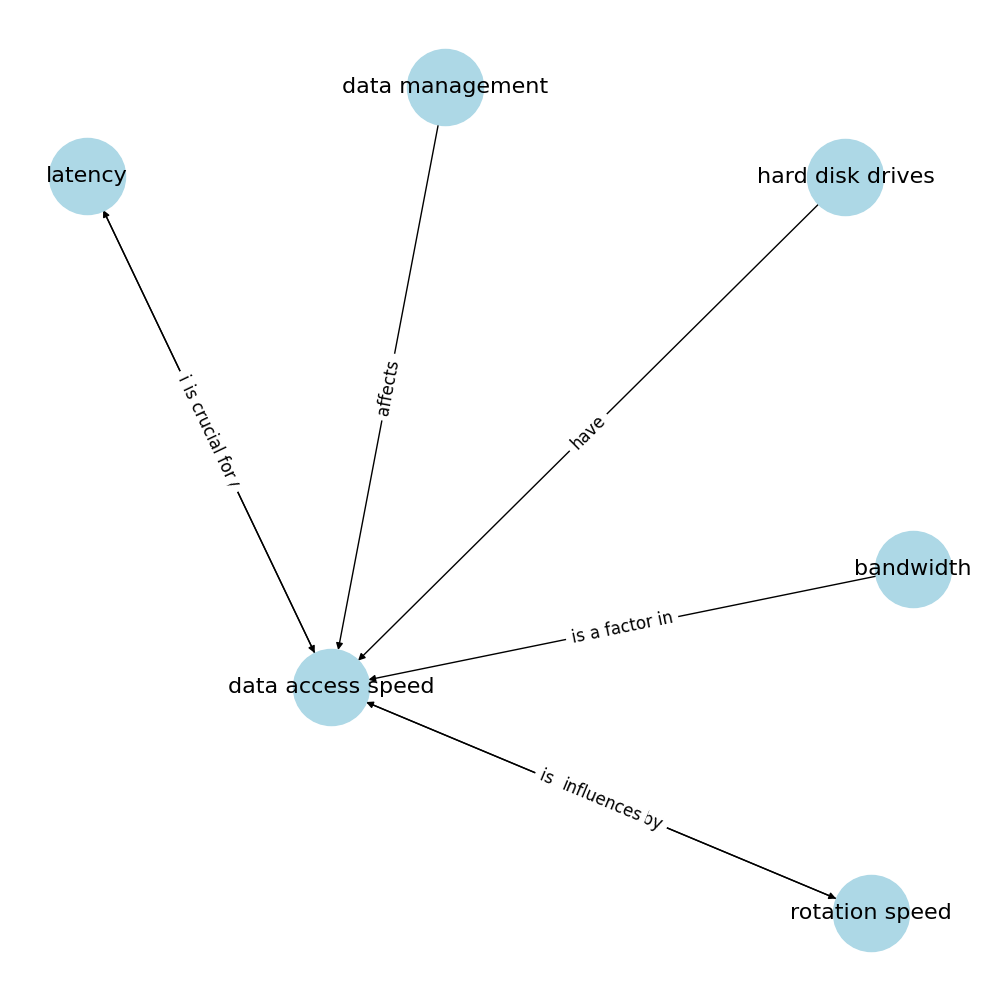 data management
latency
hard disk drives
affects
is crucial for
have
bandwidth
is a factor in
data access speed
is influences by
rotation speed